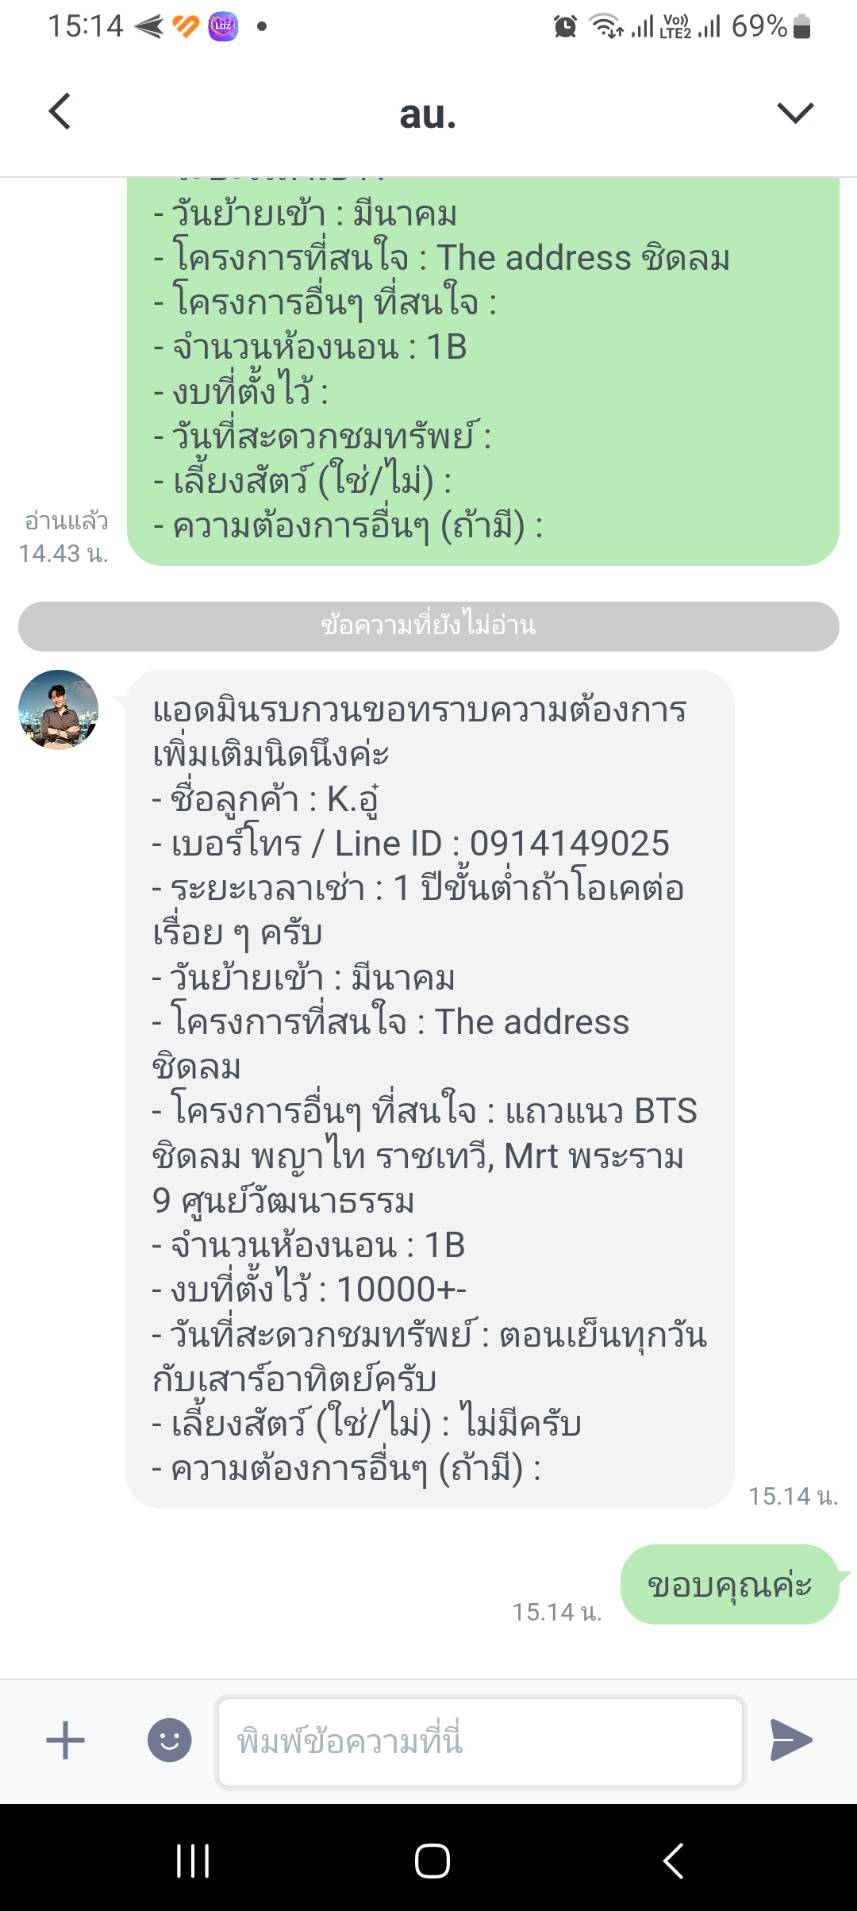 15:14
Vo))
LTE2
69%
au.
- วันย้ายเข้า : มีนาคม
- โครงการที่สนใจ : The address ชิดลม
- โครงการอื่นๆ ที่สนใจ :
- จำนวนห้องนอน : 1B
- งบที่ตั้งไว้ :
- วันที่สะดวกชมทรัพย์ :
- เลี้ยงสัตว์ (ใช่/ไม่) :
- ความต้องการอื่นๆ (ถ้ามี) :
อ่านแล้ว
14.43 น.
ข้อความที่ยังไม่อ่าน
แอดมินรบกวนขอทราบความต้องการ
เพิ่มเติมนิดนึงค่ะ
- ชื่อลูกค้า : K.อู๋
- เบอร์โทร / Line ID : 0914149025
- ระยะเวลาเช่า : 1 ปีขั้นต่ำถ้าโอเคต่อ
เรื่อย ๆ ครับ
- วันย้ายเข้า : มีนาคม
- โครงการที่สนใจ : The address
ชิดลม
- โครงการอื่นๆ ที่สนใจ : แถวแนว BTS
ชิดลม พญาไท ราชเทวี, Mrt พระราม
9 ศูนย์วัฒนาธรรม
- จำนวนห้องนอน : 1B
- งบที่ตั้งไว้ : 10000+-
- วันที่สะดวกชมทรัพย์ : ตอนเย็นทุกวัน
กับเสาร์อาทิตย์ครับ
- เลี้ยงสัตว์ (ใช่/ไม่) : ไม่มีครับ
- ความต้องการอื่นๆ (ถ้ามี) :
15.14 น.
ขอบคุณค่ะ
15.14 น.
พิมพ์ข้อความที่นี่